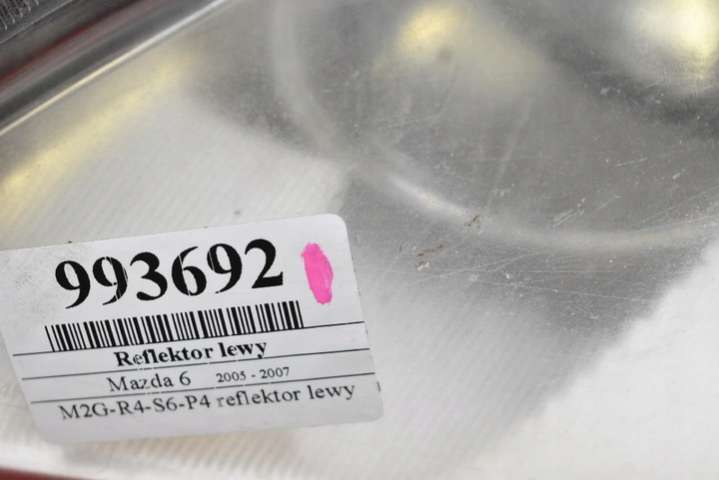 993692
Reflektor lewy
Mazda 6 2005 - 2007
M2G-R4-S6-P4 reflektor lewy